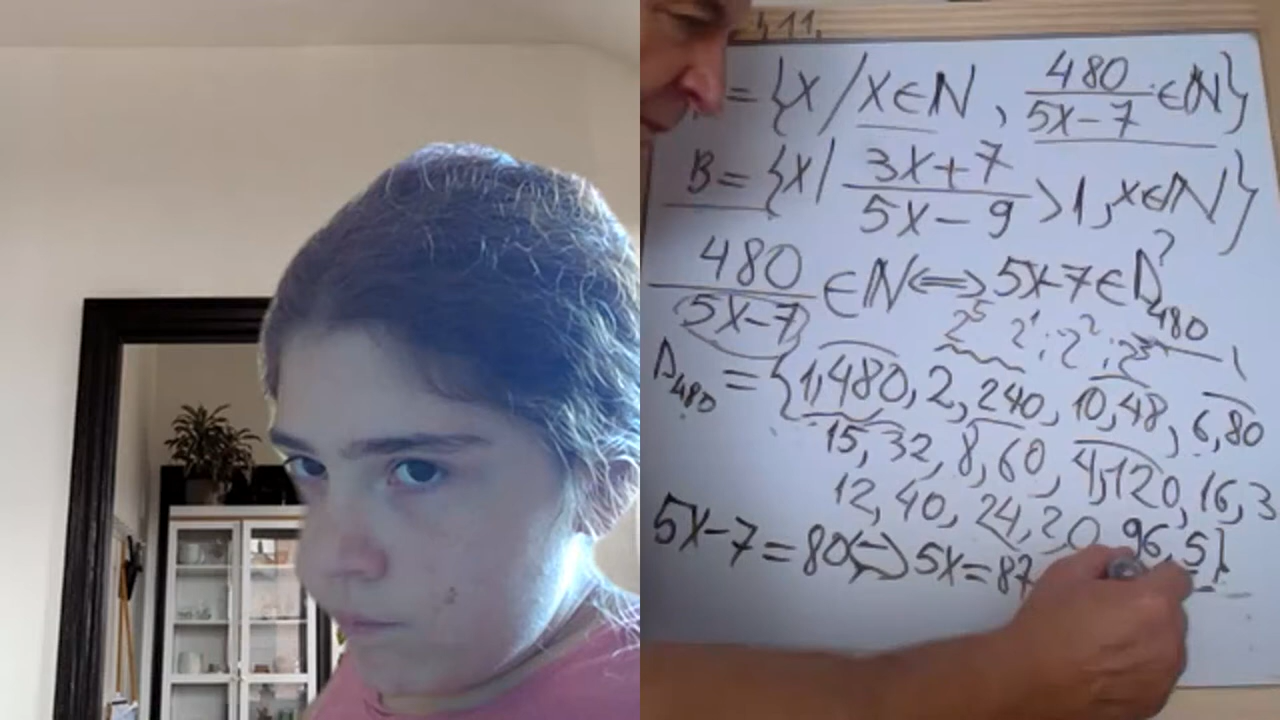 4,11.
= {x / x ∈ N, 480 / 5x-7 ∈ N}
B = {x | 3x+7 / 5x-9 > 1, x ∈ N}
480 / 5x-7 ∈ N ⟺ 5x-7 ∈ D480 ?
2^5 2^1; 2^2;
D480 = {1,480, 2, 240, 10,48, 6,80
15, 32, 8,60, 4,120, 16,3
12, 40, 24, 20, 96, 5}
5x-7=80 ⟺ 5x=87